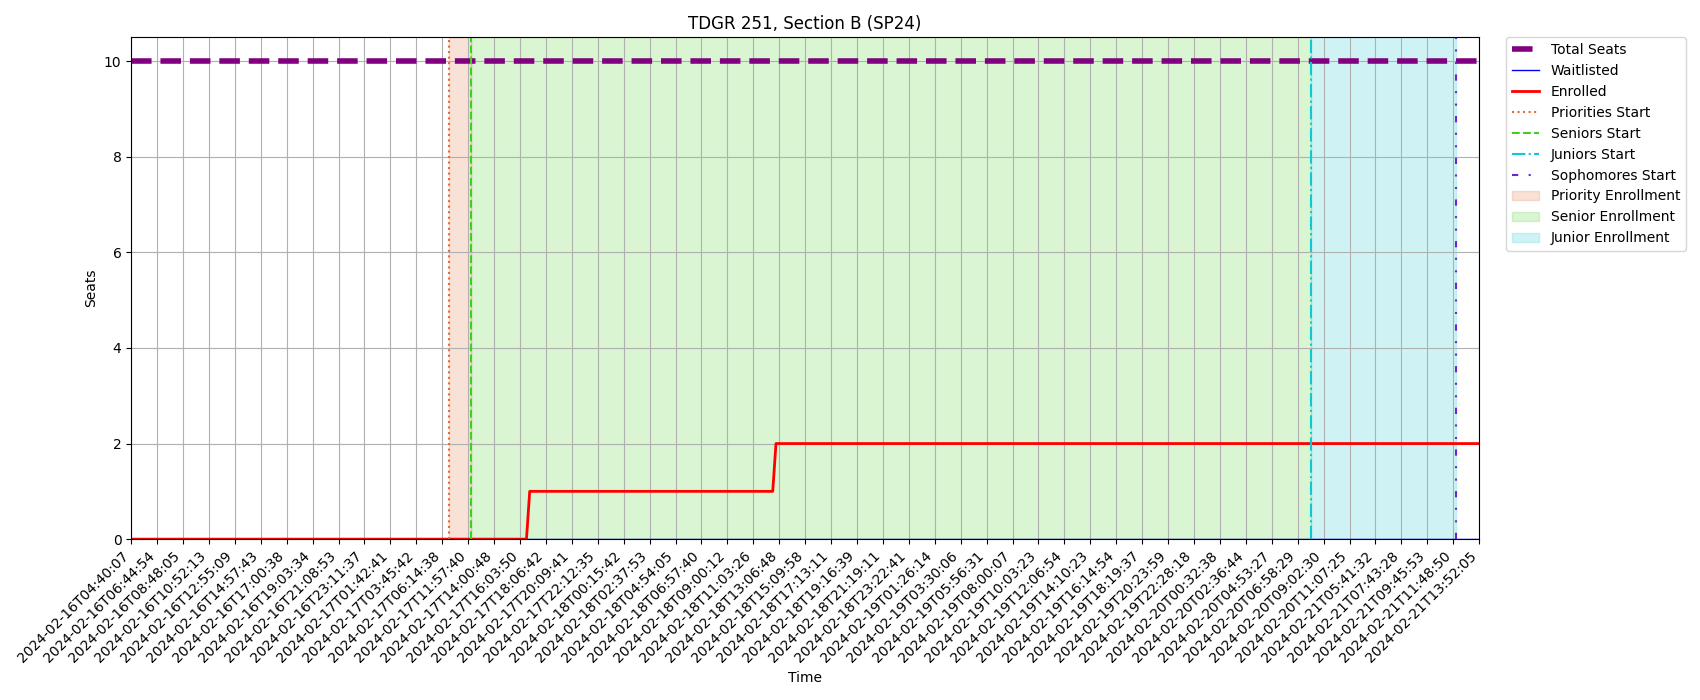 TDGR 251, Section B (SP24)
Total Seats
Waitlisted
Enrolled
Priorities Start
Seniors Start
Juniors Start
Sophomores Start
Priority Enrollment
Senior Enrollment
Junior Enrollment
Seats
10
8
6
4
2
0
2024-02-16T04:40:07
2024-02-16T06:44:54
2024-02-16T08:48:05
2024-02-16T10:52:13
2024-02-16T12:55:09
2024-02-16T14:57:43
2024-02-16T17:00:38
2024-02-16T19:03:34
2024-02-16T21:08:53
2024-02-16T23:11:37
2024-02-17T01:42:41
2024-02-17T03:45:42
2024-02-17T06:14:38
2024-02-17T11:57:40
2024-02-17T14:00:48
2024-02-17T16:03:50
2024-02-17T18:06:42
2024-02-17T20:09:41
2024-02-17T22:12:35
2024-02-18T00:15:42
2024-02-18T02:37:53
2024-02-18T04:54:05
2024-02-18T06:57:40
2024-02-18T09:00:12
2024-02-18T11:03:26
2024-02-18T13:06:48
2024-02-18T15:09:58
2024-02-18T17:13:11
2024-02-18T19:16:39
2024-02-18T21:19:11
2024-02-18T23:22:41
2024-02-19T01:26:14
2024-02-19T03:30:06
2024-02-19T05:56:31
2024-02-19T08:00:07
2024-02-19T10:03:23
2024-02-19T12:06:54
2024-02-19T14:10:23
2024-02-19T16:14:54
2024-02-19T18:19:37
2024-02-19T20:23:59
2024-02-19T22:28:18
2024-02-20T00:32:38
2024-02-20T02:36:44
2024-02-20T04:53:27
2024-02-20T06:58:29
2024-02-20T09:02:30
2024-02-20T11:07:25
2024-02-21T05:41:32
2024-02-21T07:43:28
2024-02-21T09:45:53
2024-02-21T11:48:50
2024-02-21T13:52:05
Time